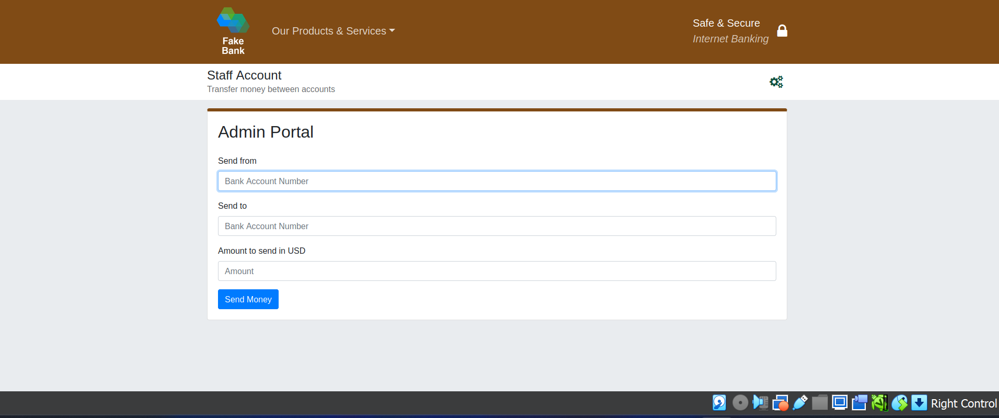 Fake
Bank
Our Products & Services
Safe & Secure
Internet Banking
Staff Account
Transfer money between accounts
Admin Portal
Send from
Bank Account Number
Send to
Bank Account Number
Amount to send in USD
Amount
Send Money
Right Control